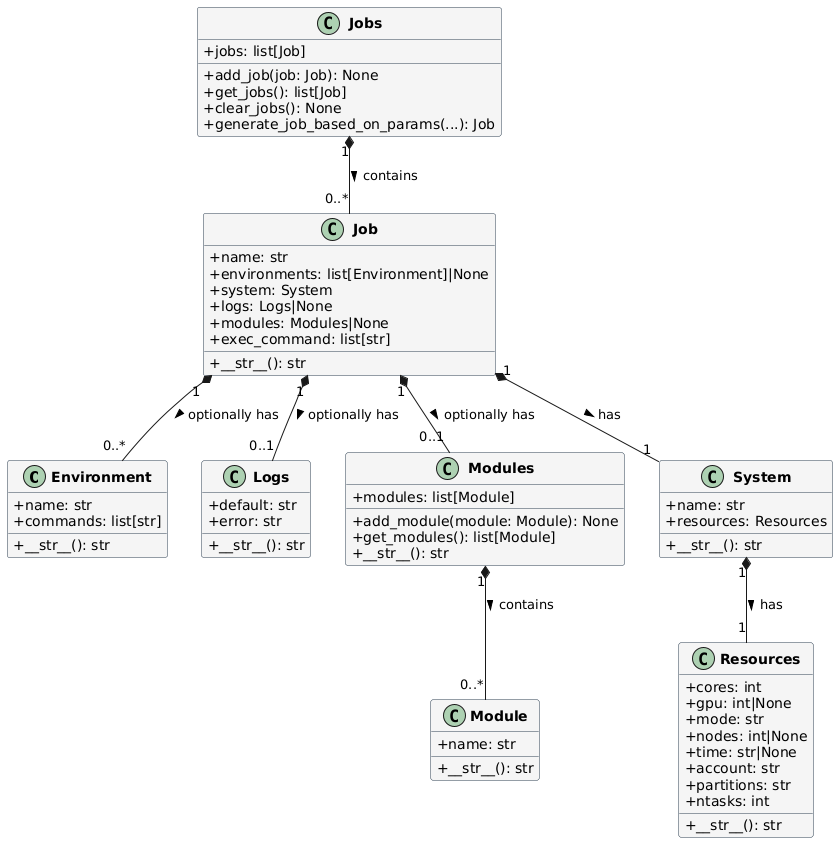 C Jobs
+jobs: list[Job]
+add_job(job: Job): None
+get_jobs(): list[Job]
+clear_jobs(): None
+generate_job_based_on_params(...): Job
1
contains
0..*
C Job
+name: str
+environments: list[Environment]|None
+system: System
+logs: Logs|None
+modules: Modules|None
+exec_command: list[str]
+__str__(): str
1
optionally has
0..*
1
optionally has
0..1
1
optionally has
0..1
1
has
1
C Environment
+name: str
+commands: list[str]
+__str__(): str
C Logs
+default: str
+error: str
+__str__(): str
C Modules
+modules: list[Module]
+add_module(module: Module): None
+get_modules(): list[Module]
+__str__(): str
C System
+name: str
+resources: Resources
+__str__(): str
1
contains
0..*
1
has
1
C Module
+name: str
+__str__(): str
C Resources
+cores: int
+gpu: int|None
+mode: str
+nodes: int|None
+time: str|None
+account: str
+partitions: str
+ntasks: int
+__str__(): str